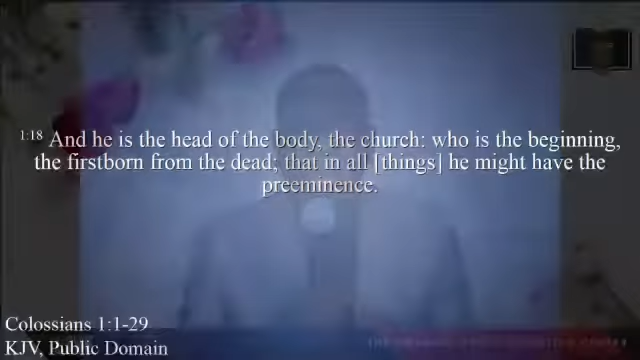 1:18 And he is the head of the body, the church: who is the beginning,
the firstborn from the dead; that in all [things] he might have the
preeminence.
Colossians 1:1-29
KJV, Public Domain